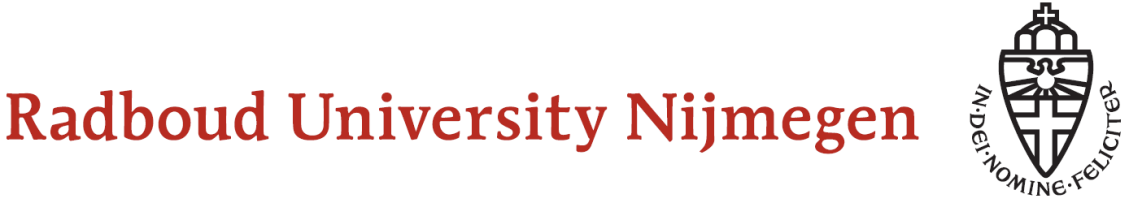 Radboud University Nijmegen
IN·DEI·NOMINE·FELICITER